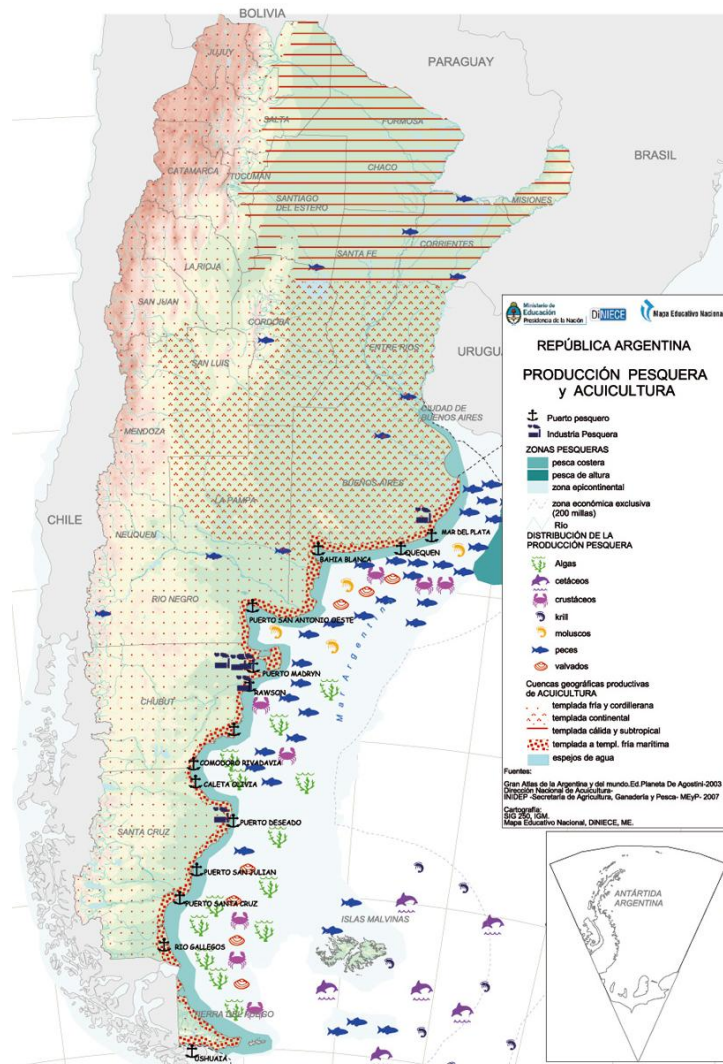 BOLIVIA
PARAGUAY
BRASIL
URUGUA
CHILE
JUJUY
SALTA
FORMOSA
CATAMARCA
TUCUMAN
CHACO
SANTIAGO
DEL ESTERO
MISIONES
CORRIENTES
SANTA FE
LA RIOJA
SAN JUAN
CORDOBA
ENTRE RIOS
SAN LUIS
CIUDAD DE
BUENOS AIRES
MENDOZA
BUENOS AIRES
LA PAMPA
NEUQUEN
RIO NEGRO
CHUBUT
SANTA CRUZ
TIERRA DEL FUEGO
ISLAS MALVINAS
MAR DEL PLATA
QUEQUEN
BAHIA BLANCA
PUERTO SAN ANTONIO OESTE
PUERTO MADRYN
RAWSON
COMODORO RIVADAVIA
CALETA OLIVIA
PUERTO DESEADO
PUERTO SAN JULIAN
PUERTO SANTA CRUZ
RIO GALLEGOS
USHUAIA
Ministerio de
Educación
Presidencia de la Nación
DiNIECE
Mapa Educativo Naciona
REPÚBLICA ARGENTINA
PRODUCCIÓN PESQUERA
y ACUICULTURA
Puerto pesquero
Industria Pesquera
ZONAS PESQUERAS
pesca costera
pesca de altura
zona epicontinental
zona económica exclusiva
(200 millas)
Río
DISTRIBUCIÓN DE LA
PRODUCCIÓN PESQUERA
Algas
cetáceos
crustáceos
krill
moluscos
peces
valvados
Cuencas geográficas productivas
de ACUICULTURA
templada fría y cordillerana
templada continental
templada cálida y subtropical
templada a templ. fría marítima
espejos de agua
Fuentes:
Gran Atlas de la Argentina y del mundo.Ed.Planeta De Agostini-2003
Dirección Nacional de Acuicultura-
INIDEP -Secretaria de Agricultura, Ganadería y Pesca- MEyP- 2007
Cartografía:
SIG 250, IGM.
Mapa Educativo Nacional, DINIECE, ME.
ANTÁRTIDA
ARGENTINA